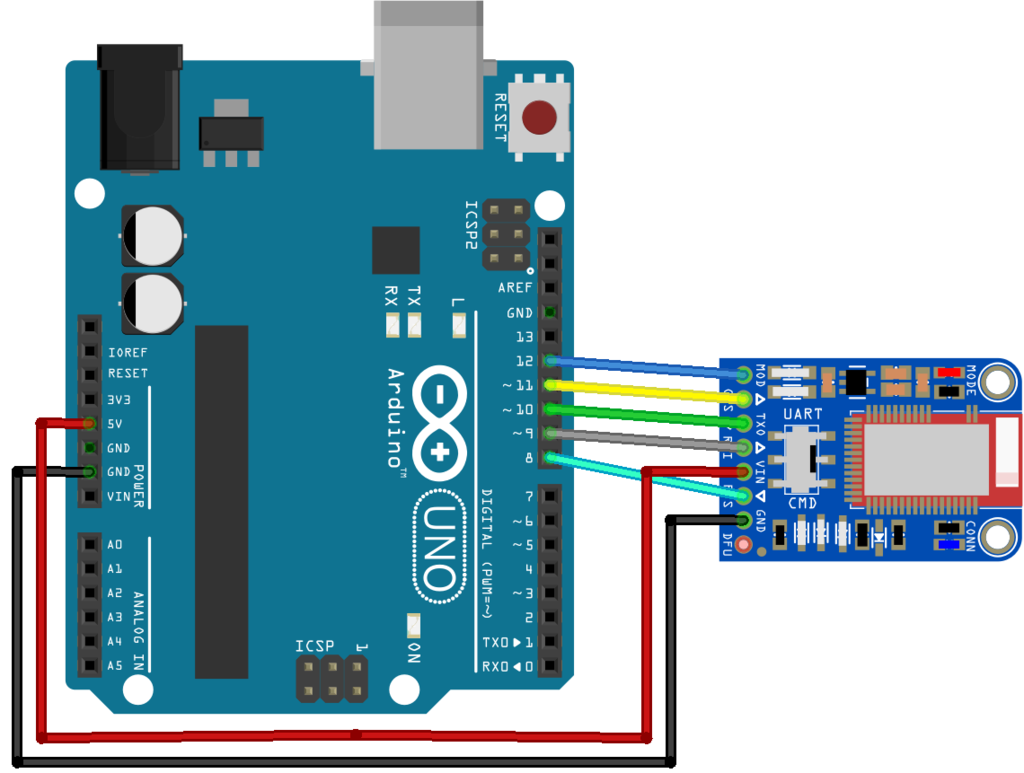 RESET
ICSP2
AREF
GND
13
12
~11
~10
~9
8
RX
TX
L
IOREF
RESET
3V3
5V
GND
GND
VIN
POWER
Arduino™
UNO
DIGITAL (PWM=~)
7
~6
~5
4
~3
2
TX0▶1
RX0◀0
A0
A1
A2
A3
A4
A5
ANALOG IN
ICSP
1
ON
MOD
CTS
TXO
RXI
VIN
RTS
GND
DFU
UART
CMD
MODE
CONN